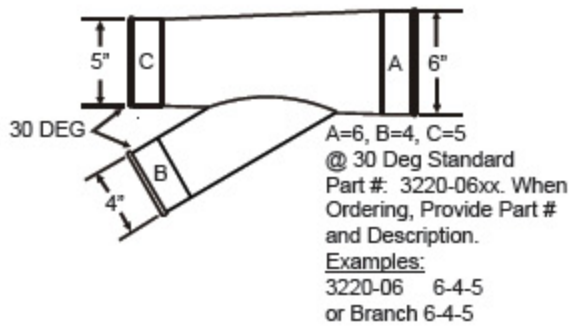 5"
C
A
6"
30 DEG
B
4"
A=6, B=4, C=5
@ 30 Deg Standard
Part #: 3220-06xx. When
Ordering, Provide Part #
and Description.
Examples:
3220-06 6-4-5
or Branch 6-4-5